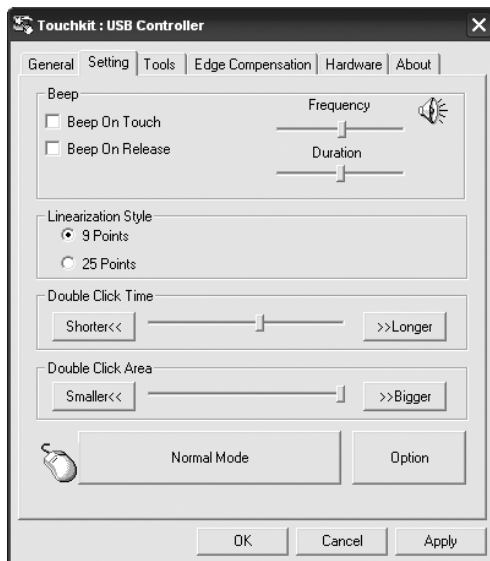 Touchkit : USB Controller
General Setting Tools Edge Compensation Hardware About
Beep
Beep On Touch
Beep On Release
Frequency
Duration
Linearization Style
9 Points
25 Points
Double Click Time
Shorter<< >>Longer
Double Click Area
Smaller<< >>Bigger
Normal Mode Option
OK Cancel Apply